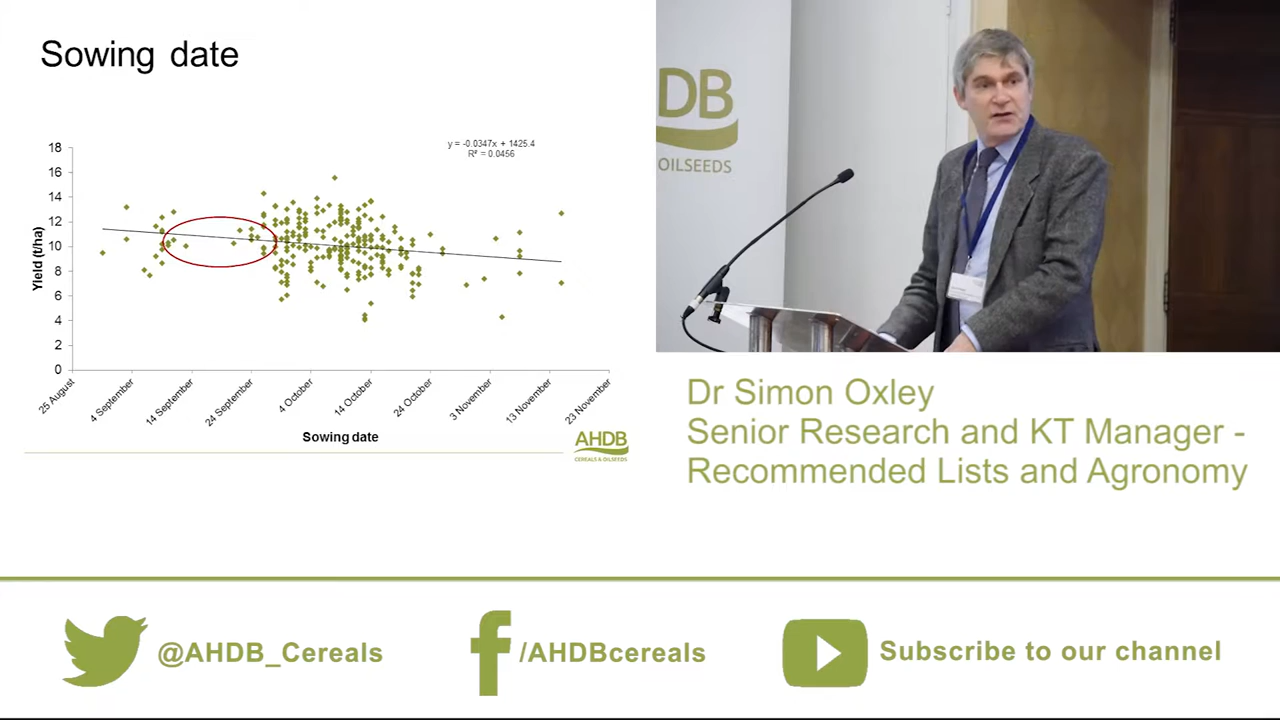 Sowing date
y = -0.0347x + 1425.4
R² = 0.0456
18
16
14
12
10
8
6
4
2
0
Yield (t/ha)
25 August
4 September
14 September
24 September
4 October
14 October
24 October
3 November
13 November
23 November
Sowing date
AHDB
CEREALS & OILSEEDS
DB
OILSEEDS
Dr Simon Oxley
Senior Research and KT Manager -
Recommended Lists and Agronomy
@AHDB_Cereals
/AHDBcereals
Subscribe to our channel